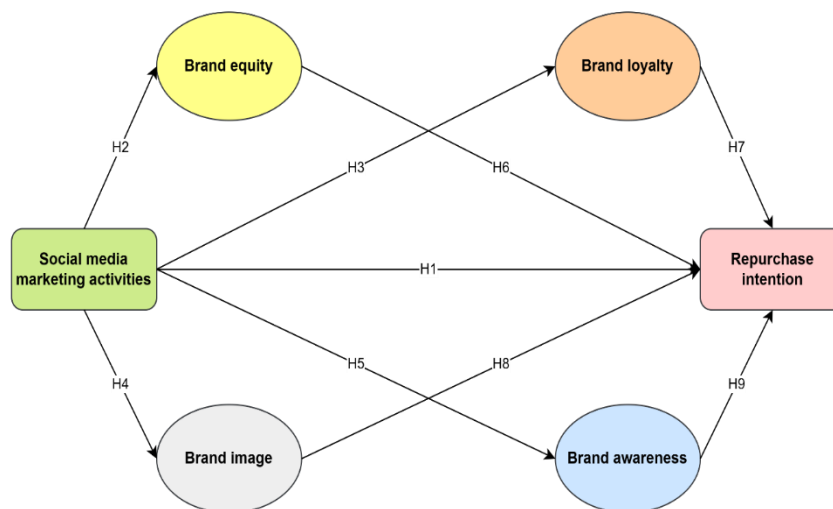 Brand equity
Brand loyalty
H2
H7
H3
H6
Social media
marketing activities
H1
Repurchase
intention
H5
H8
H4
H9
Brand image
Brand awareness